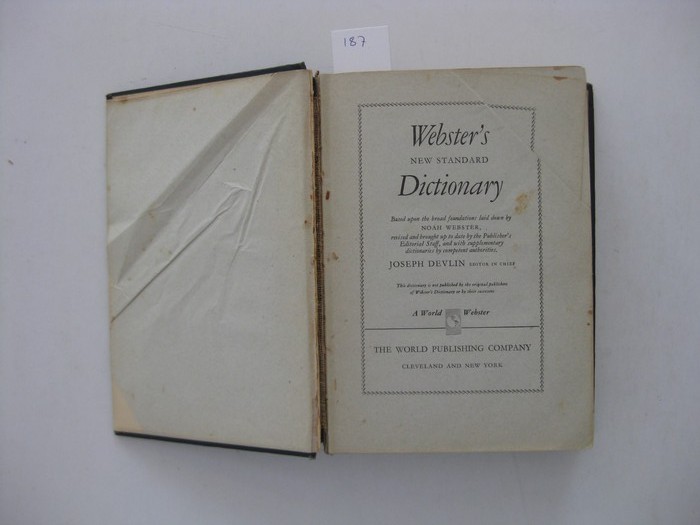 187
Webster's
NEW STANDARD
Dictionary
Based upon the broad foundations laid down by
NOAH WEBSTER,
revised and brought up to date by the Publisher's
Editorial Staff, and with supplementary
dictionaries by competent authorities,
JOSEPH DEVLIN EDITOR IN CHIEF
This dictionary is not published by the original publishers
of Webster's Dictionary or by their successors
A World Webster
THE WORLD PUBLISHING COMPANY
CLEVELAND AND NEW YORK